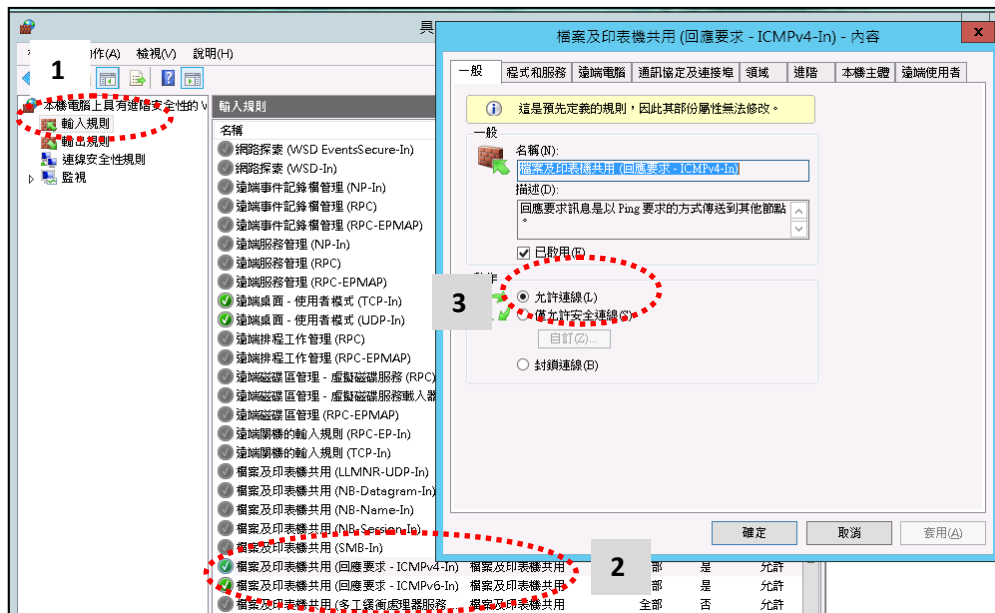 具
作(A) 檢視(V) 說明(H)
1
本機電腦上具有進階安全性的 \
輸入規則
輸出規則
連線安全性規則
監視
輸入規則
名稱
網路探索 (WSD EventsSecure-In)
網路探索 (WSD-In)
遠端事件記錄檔管理 (NP-In)
遠端事件記錄檔管理 (RPC)
遠端事件記錄檔管理 (RPC-EPMAP)
遠端服務管理 (NP-In)
遠端服務管理 (RPC)
遠端服務管理 (RPC-EPMAP)
遠端桌面 - 使用者模式 (TCP-In)
遠端桌面 - 使用者模式 (UDP-In)
遠端排程工作管理 (RPC)
遠端排程工作管理 (RPC-EPMAP)
遠端磁碟區管理 - 虛擬磁碟服務 (RPC)
遠端磁碟區管理 - 虛擬磁碟服務載入器
遠端磁碟區管理 (RPC-EPMAP)
遠端關機的輸入規則 (RPC-EP-In)
遠端關機的輸入規則 (TCP-In)
檔案及印表機共用 (LLMNR-UDP-In)
檔案及印表機共用 (NB-Datagram-In)
檔案及印表機共用 (NB-Name-In)
檔案及印表機共用 (NB-Session-In)
檔案及印表機共用 (SMB-In)
檔案及印表機共用 (回應要求 - ICMPv4-In) 檔案及印表機共用 部 是 允許
檔案及印表機共用 (回應要求 - ICMPv6-In) 檔案及印表機共用 部 是 允許
檔案及印表機共用 (多工緩衝處理器服務 檔案及印表機共用 全部 否 允許
2
檔案及印表機共用 (回應要求 - ICMPv4-In) - 內容
x
一般 程式和服務 遠端電腦 通訊協定及連接埠 領域 進階 本機主體 遠端使用者
這是預先定義的規則，因此其部份屬性無法修改。
一般
名稱(N):
檔案及印表機共用 (回應要求 - ICMPv4-In)
描述(D):
回應要求訊息是以 Ping 要求的方式傳送到其他節點
。
已啟用(E)
3
允許連線(L)
僅允許安全連線(S)
自訂(Z)...
封鎖連線(B)
確定 取消 套用(A)